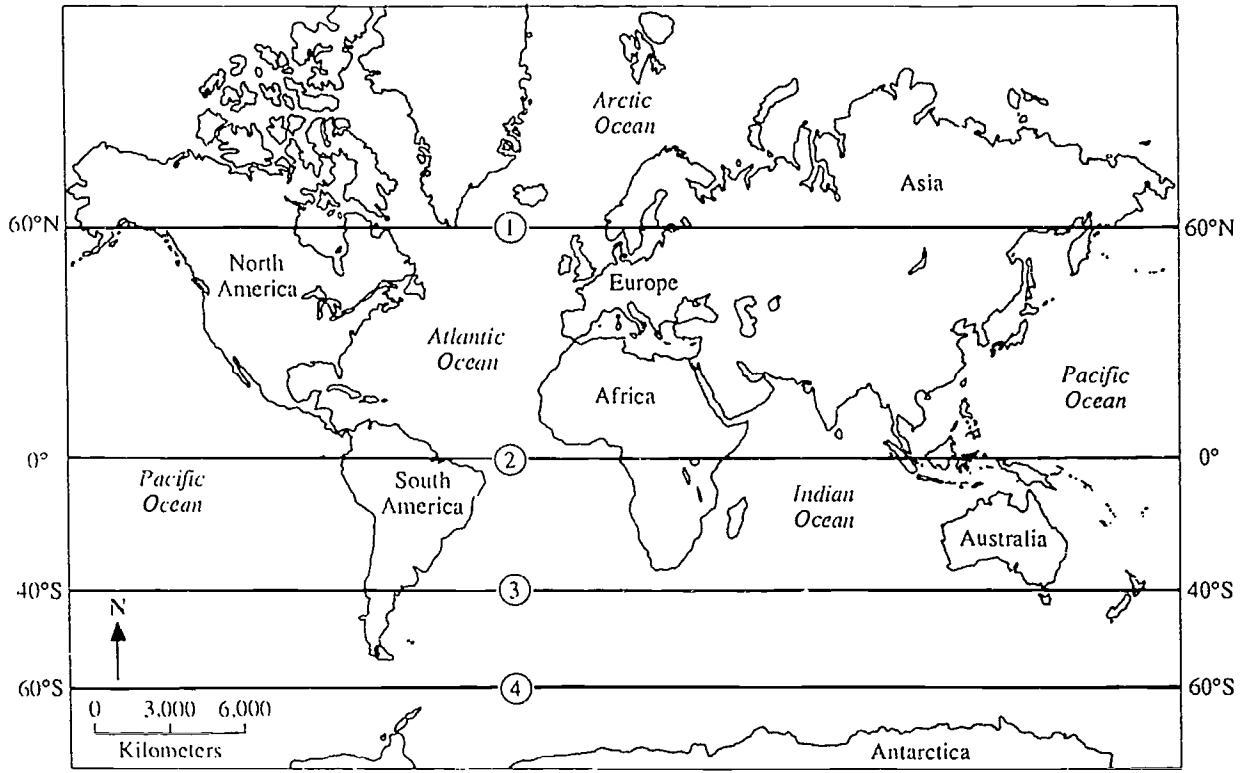 Arctic
Ocean
Asia
60°N
1
60°N
North
America
Europe
Atlantic
Ocean
Africa
Pacific
Ocean
0°
2
0°
Pacific
Ocean
South
America
Indian
Ocean
Australia
40°S
3
40°S
N
60°S
4
60°S
0 3,000 6,000
Kilometers
Antarctica